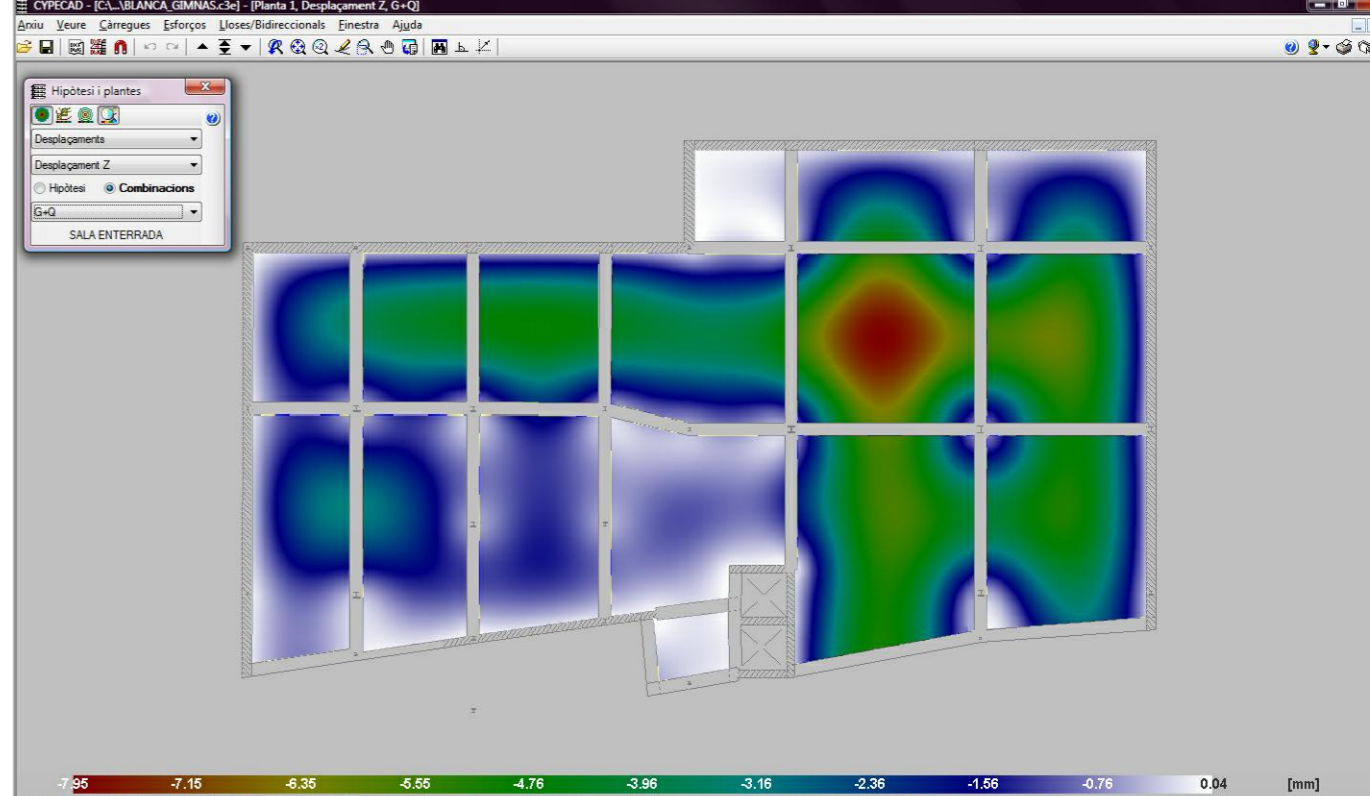 CYPECAD - [C:\...\BLANCA_GIMNAS.c3e] - [Planta 1, Desplaçament Z, G+Q]
Arxiu Veure Càrregues Esforços Lloses/Bidireccionals Einestra Ajuda
Hipòtesi i plantes
Desplaçaments
Desplaçament Z
Hipòtesi Combinacions
G+Q
SALA ENTERRADA
-7.95 -7.15 -6.35 -5.55 -4.76 -3.96 -3.16 -2.36 -1.56 -0.76 0.04 [mm]